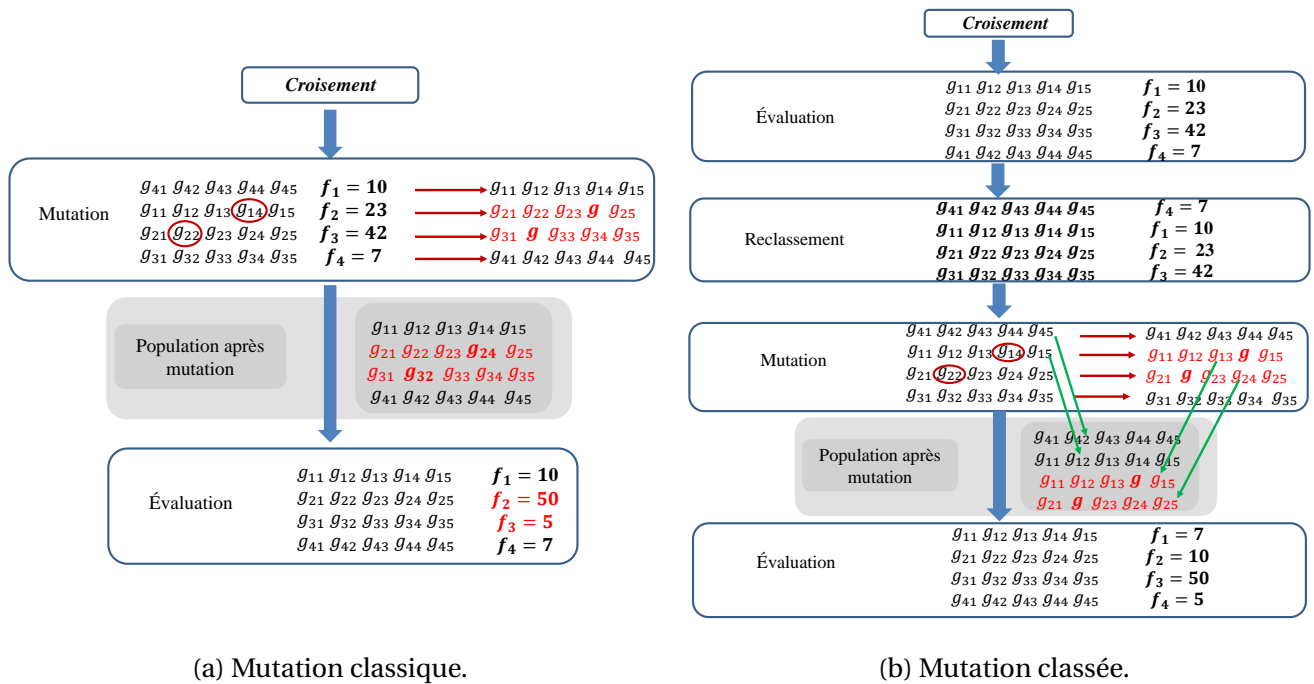 Croisement
Mutation
g41 g42 g43 g44 g45 f1 = 10 g11 g12 g13 g14 g15
g11 g12 g13 g14 g15 f2 = 23 g21 g22 g23 g g25
g21 g22 g23 g24 g25 f3 = 42 g31 g g33 g34 g35
g31 g32 g33 g34 g35 f4 = 7 g41 g42 g43 g44 g45
Population après
mutation
g11 g12 g13 g14 g15
g21 g22 g23 g24 g25
g31 g32 g33 g34 g35
g41 g42 g43 g44 g45
Évaluation
g11 g12 g13 g14 g15 f1 = 10
g21 g22 g23 g24 g25 f2 = 50
g31 g32 g33 g34 g35 f3 = 5
g41 g42 g43 g44 g45 f4 = 7
(a) Mutation classique.
Croisement
Évaluation
g11 g12 g13 g14 g15 f1 = 10
g21 g22 g23 g24 g25 f2 = 23
g31 g32 g33 g34 g35 f3 = 42
g41 g42 g43 g44 g45 f4 = 7
Reclassement
g41 g42 g43 g44 g45 f4 = 7
g11 g12 g13 g14 g15 f1 = 10
g21 g22 g23 g24 g25 f2 = 23
g31 g32 g33 g34 g35 f3 = 42
Mutation
g41 g42 g43 g44 g45 g41 g42 g43 g44 g45
g11 g12 g13 g14 g15 g11 g12 g13 g g15
g21 g22 g23 g24 g25 g21 g g23 g24 g25
g31 g32 g33 g34 g35 g31 g32 g33 g34 g35
Population après
mutation
g41 g42 g43 g44 g45
g11 g12 g13 g14 g15
g11 g12 g13 g g15
g21 g g23 g24 g25
Évaluation
g11 g12 g13 g14 g15 f1 = 7
g21 g22 g23 g24 g25 f2 = 10
g31 g32 g33 g34 g35 f3 = 50
g41 g42 g43 g44 g45 f4 = 5
(b) Mutation classée.